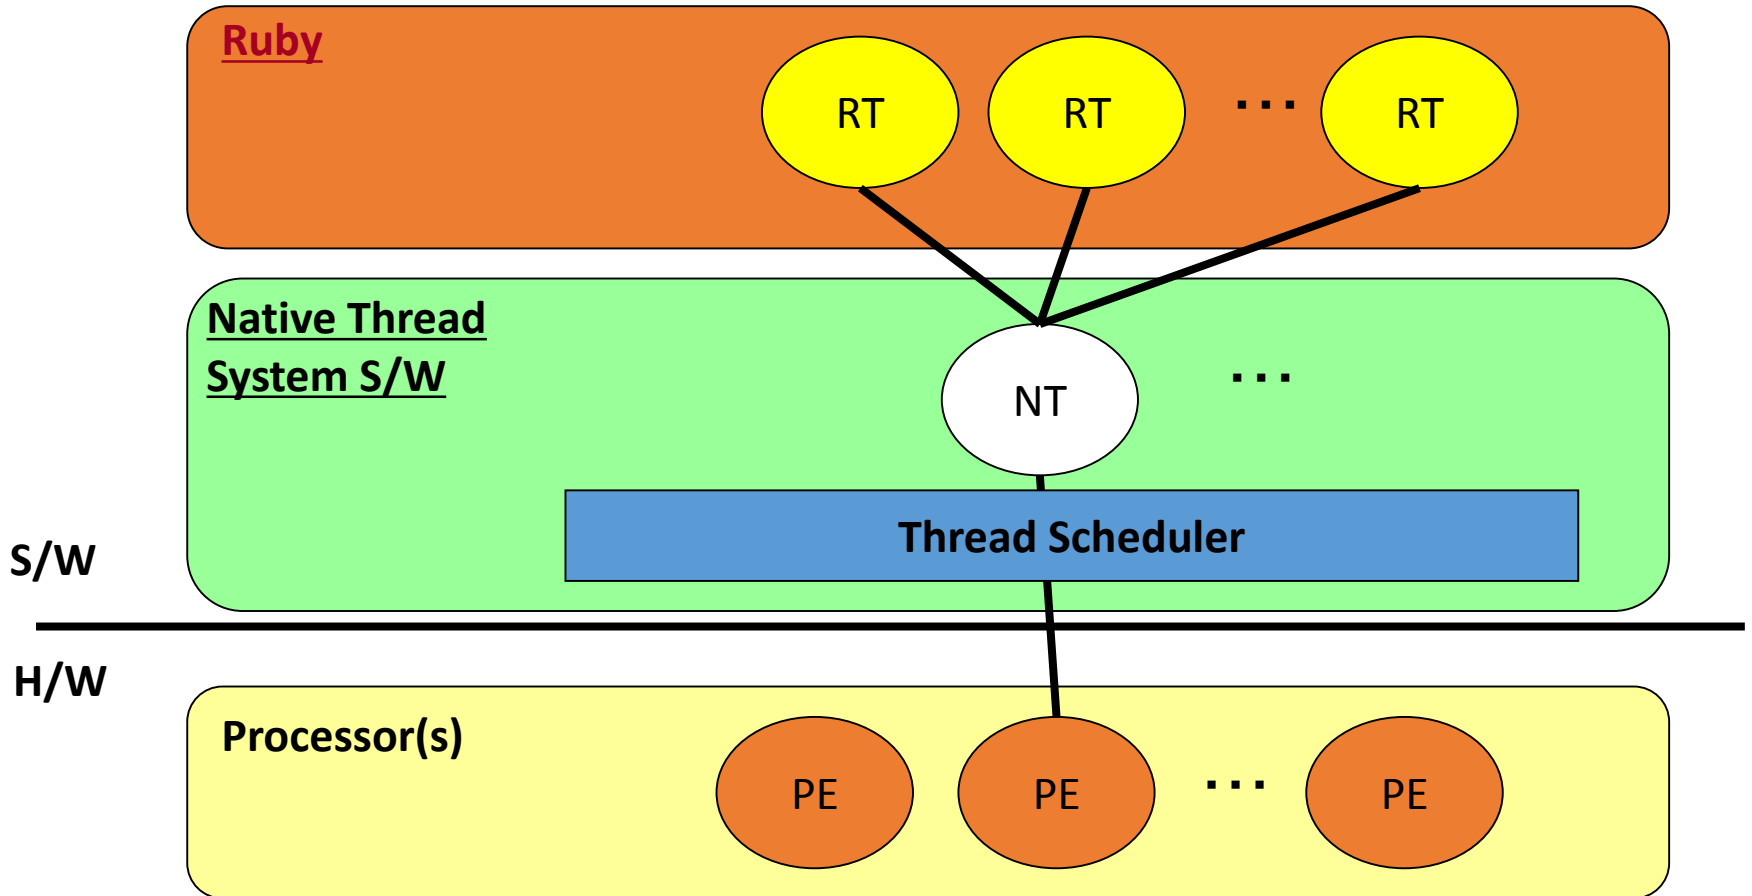 Ruby
RT RT ... RT
Native Thread
System S/W
NT ...
Thread Scheduler
S/W
H/W
Processor(s)
PE PE ... PE